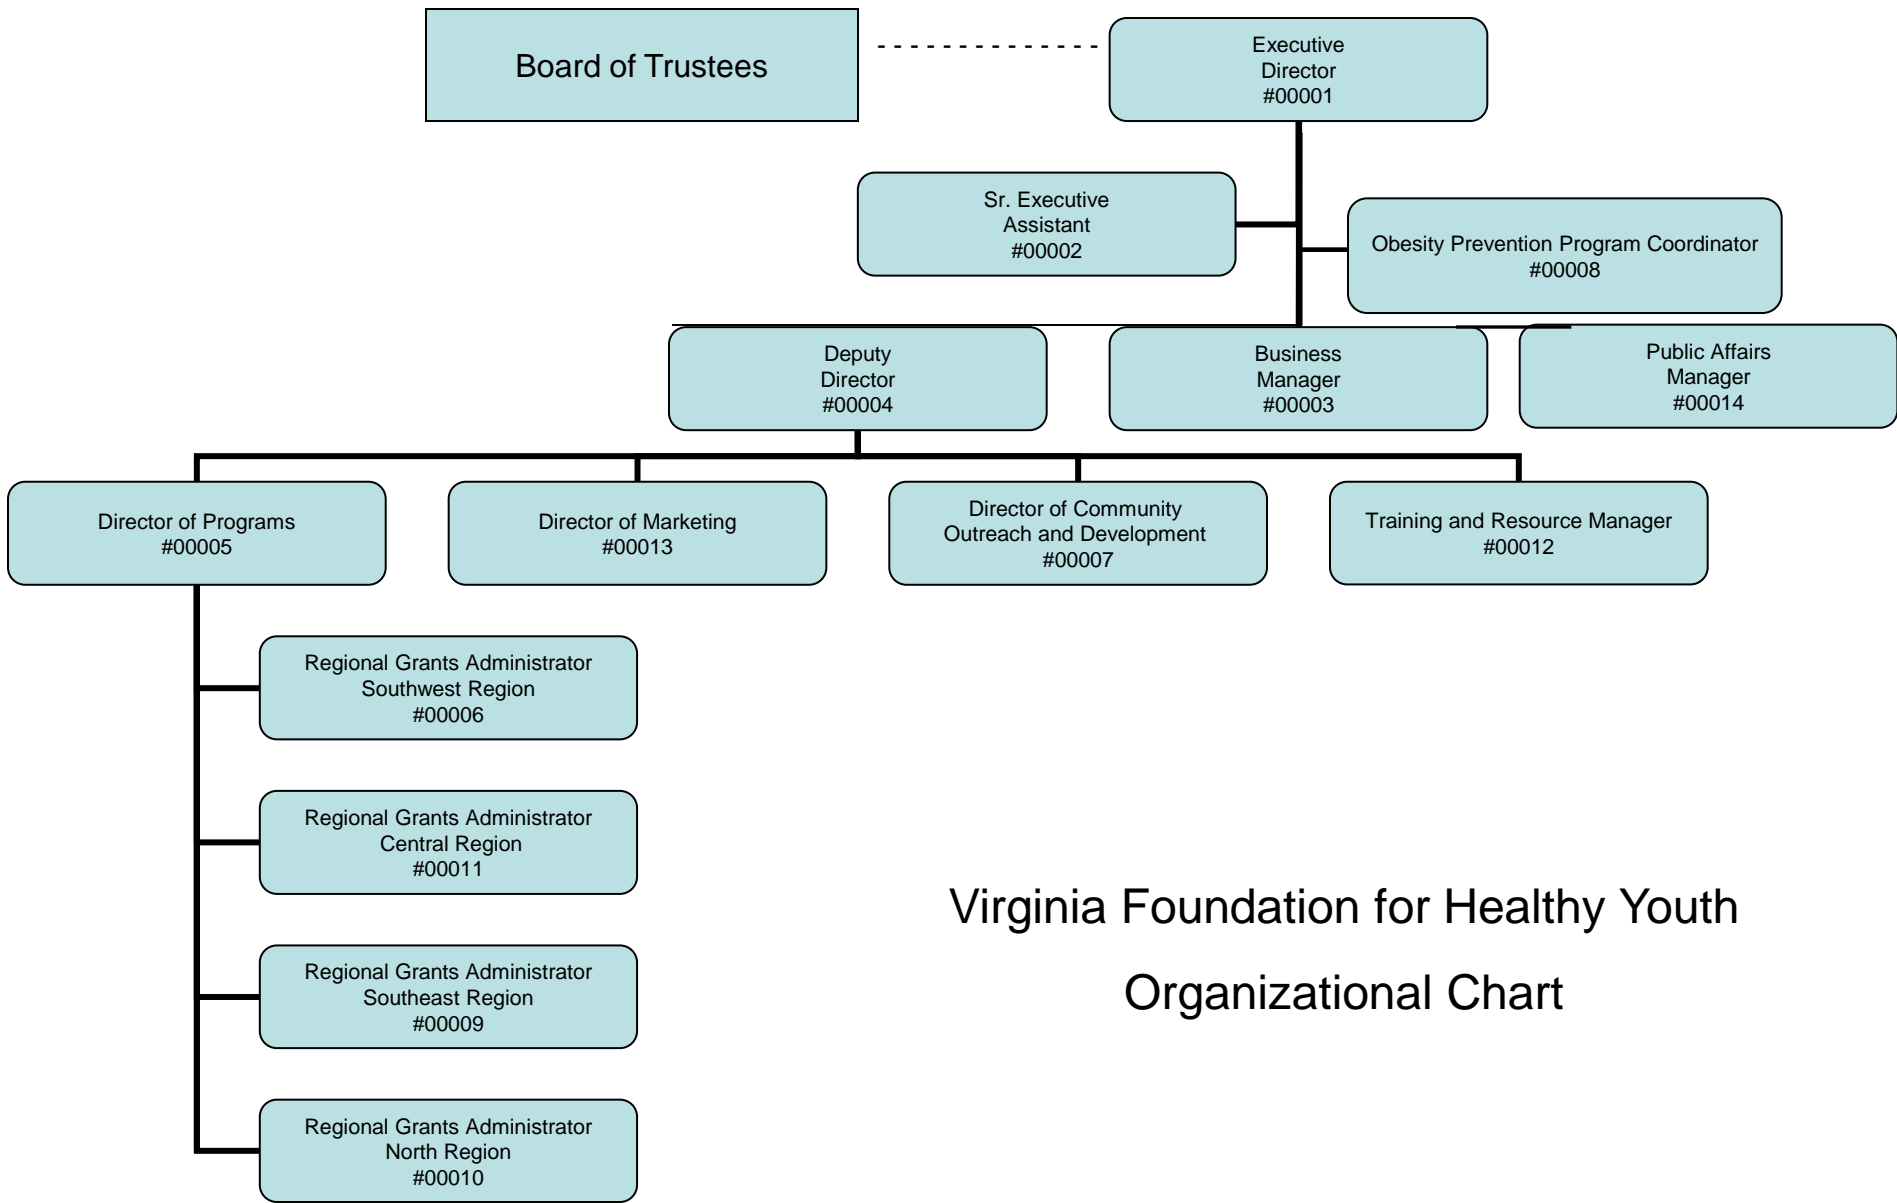 Board of Trustees
Executive
Director
#00001
Sr. Executive
Assistant
#00002
Obesity Prevention Program Coordinator
#00008
Deputy
Director
#00004
Business
Manager
#00003
Public Affairs
Manager
#00014
Director of Programs
#00005
Director of Marketing
#00013
Director of Community
Outreach and Development
#00007
Training and Resource Manager
#00012
Regional Grants Administrator
Southwest Region
#00006
Regional Grants Administrator
Central Region
#00011
Regional Grants Administrator
Southeast Region
#00009
Regional Grants Administrator
North Region
#00010
Virginia Foundation for Healthy Youth
Organizational Chart